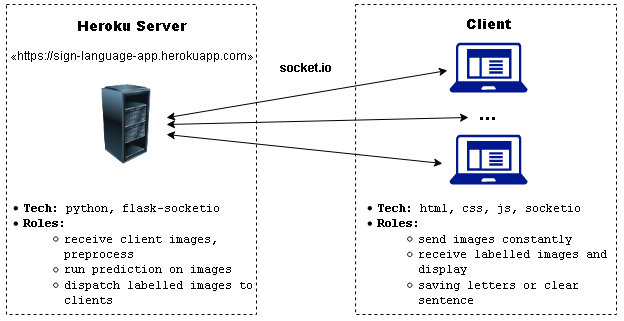 Heroku Server
«https://sign-language-app.herokuapp.com»
Tech: python, flask-socketio
Roles:
receive client images,
preprocess
run prediction on images
dispatch labelled images to
clients
socket.io
Client
...
Tech: html, css, js, socketio
Roles:
send images constantly
receive labelled images and
display
saving letters or clear
sentence